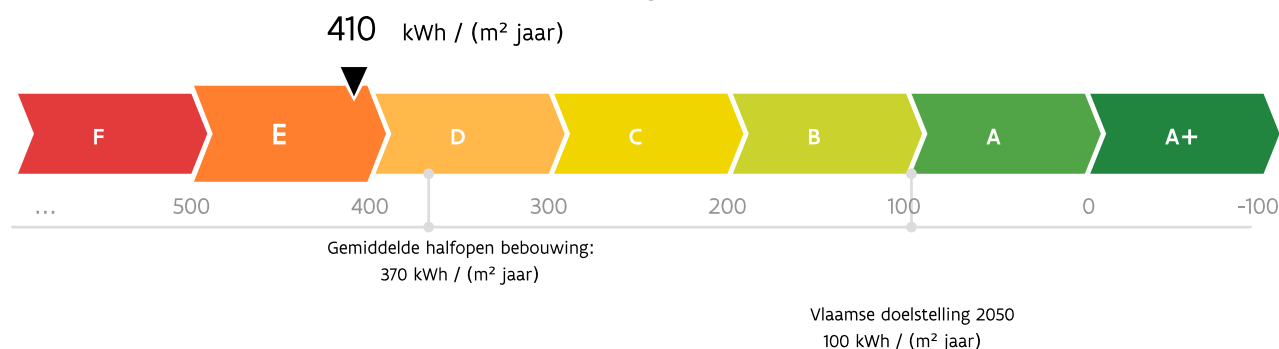 410 kWh / (m² jaar)
F E D C B A A+
... 500 400 300 200 100 0 -100
Gemiddelde halfopen bebouwing:
370 kWh / (m² jaar)
Vlaamse doelstelling 2050
100 kWh / (m² jaar)